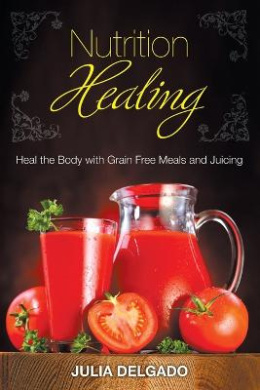 Nutrition
Healing
Heal the Body with Grain Free Meals and Juicing
JULIA DELGADO